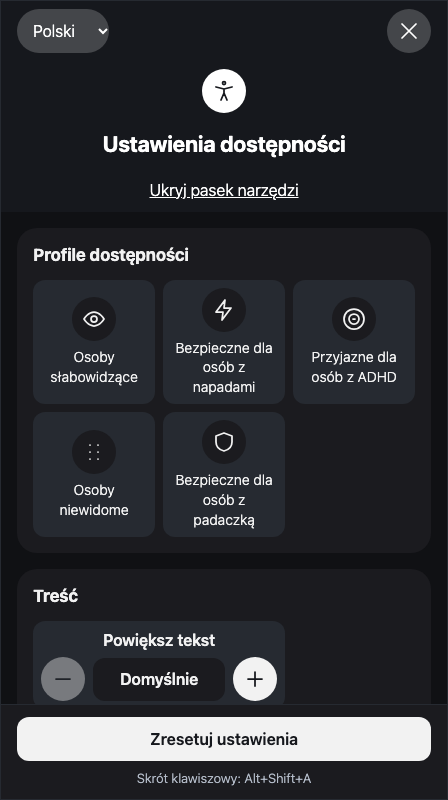 Polski
Ustawienia dostępności
Ukryj pasek narzędzi
Profile dostępności
Osoby
słabowidzące
Bezpieczne dla
osób z
napadami
Przyjazne dla
osób z ADHD
Osoby
niewidome
Bezpieczne dla
osób z
padaczką
Treść
Powiększ tekst
Domyślnie
Zresetuj ustawienia
Skrót klawiszowy: Alt+Shift+A